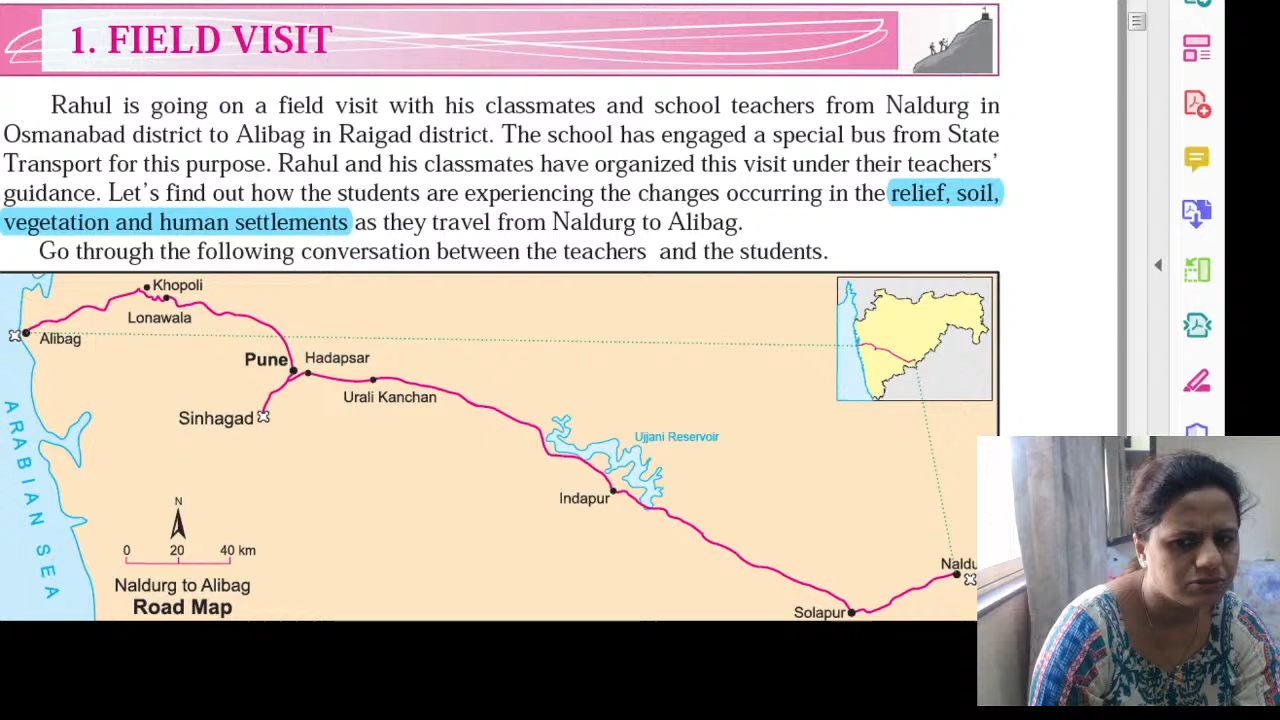 1. FIELD VISIT
Rahul is going on a field visit with his classmates and school teachers from Naldurg in
Osmanabad district to Alibag in Raigad district. The school has engaged a special bus from State
Transport for this purpose. Rahul and his classmates have organized this visit under their teachers’
guidance. Let’s find out how the students are experiencing the changes occurring in the relief, soil,
vegetation and human settlements as they travel from Naldurg to Alibag.
Go through the following conversation between the teachers and the students.
Khopoli
Lonawala
Alibag
Pune
Hadapsar
Urali Kanchan
Sinhagad
Ujjani Reservoir
Indapur
ARABIAN SEA
N
0 20 40 km
Naldurg to Alibag
Road Map
Naldu
Solapur